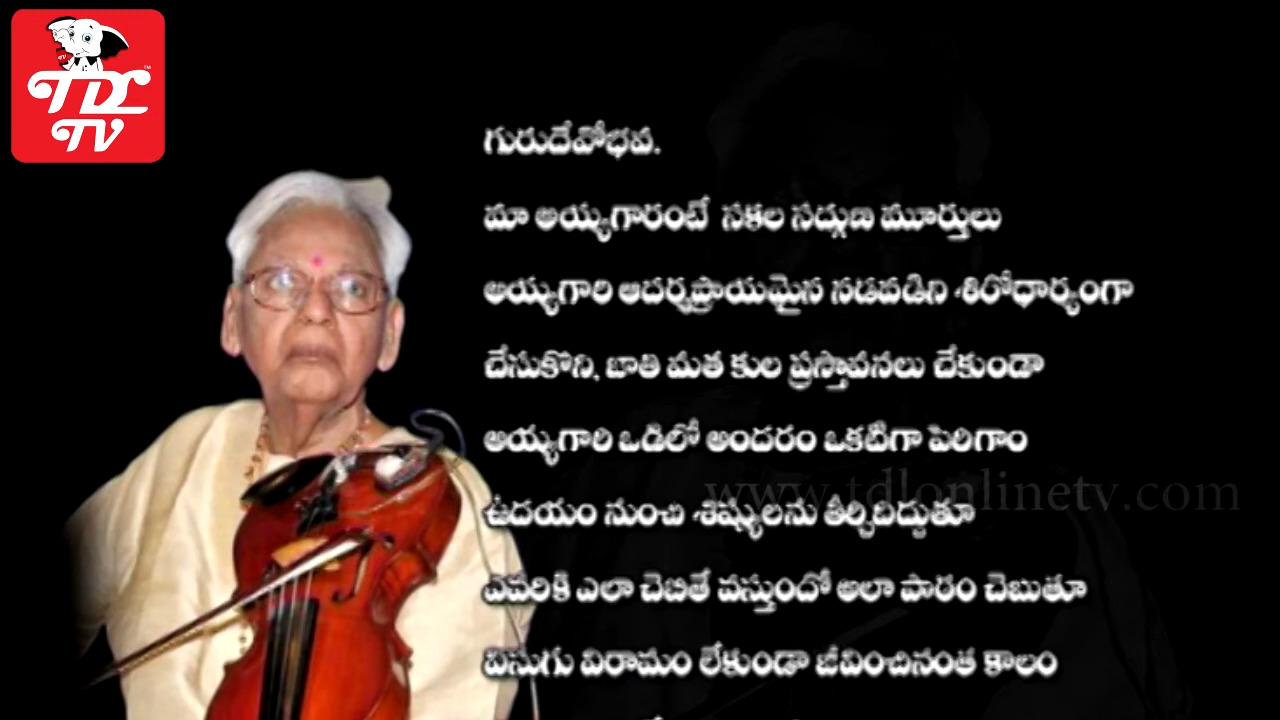 TDL
TV
™
గురుదేవోభవ.
మా అయ్యగారంటే సకల సద్గుణ మూర్తులు
అయ్యగారి ఆదర్శప్రాయమైన నడవడిని శిరోధార్యంగా
చేసుకొని, జాతి మత కుల ప్రస్తావనలు లేకుండా
అయ్యగారి ఒడిలో అందరం ఒకటిగా పెరిగాం
www.tdlonlinetv.com
ఉదయం నుంచి శిష్యులను తీర్చిదిద్దుతూ
ఎవరికి ఎలా చెబితే వస్తుందో అలా పాఠం చెబుతూ
విసుగు విరామం లేకుండా జీవించినంత కాలం